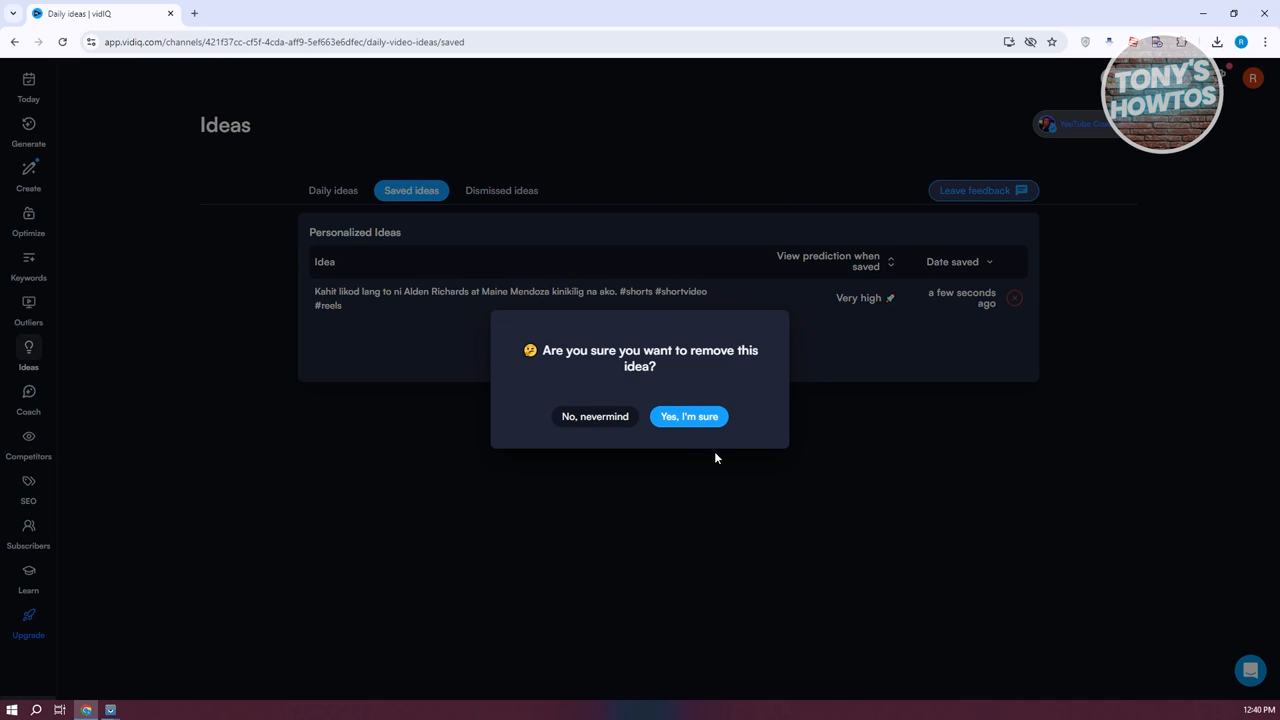 Daily ideas | vidIQ
app.vidiq.com/channels/421f37cc-cf5f-4cda-aff9-5ef663e6dfec/daily-video-ideas/saved
R
TONY'S
HOWTOS
R
Today
Generate
Create
Optimize
Keywords
Outliers
Ideas
Coach
Competitors
SEO
Subscribers
Learn
Upgrade
Ideas
Daily ideas
Saved ideas
Dismissed ideas
Leave feedback
Personalized Ideas
Idea
View prediction when
saved
Date saved
Kahit likod lang to ni Alden Richards at Maine Mendoza kinikilig na ako. #shorts #shortvideo
#reels
Very high
a few seconds
ago
🤔 Are you sure you want to remove this
idea?
No, nevermind
Yes, I'm sure
12:40 PM